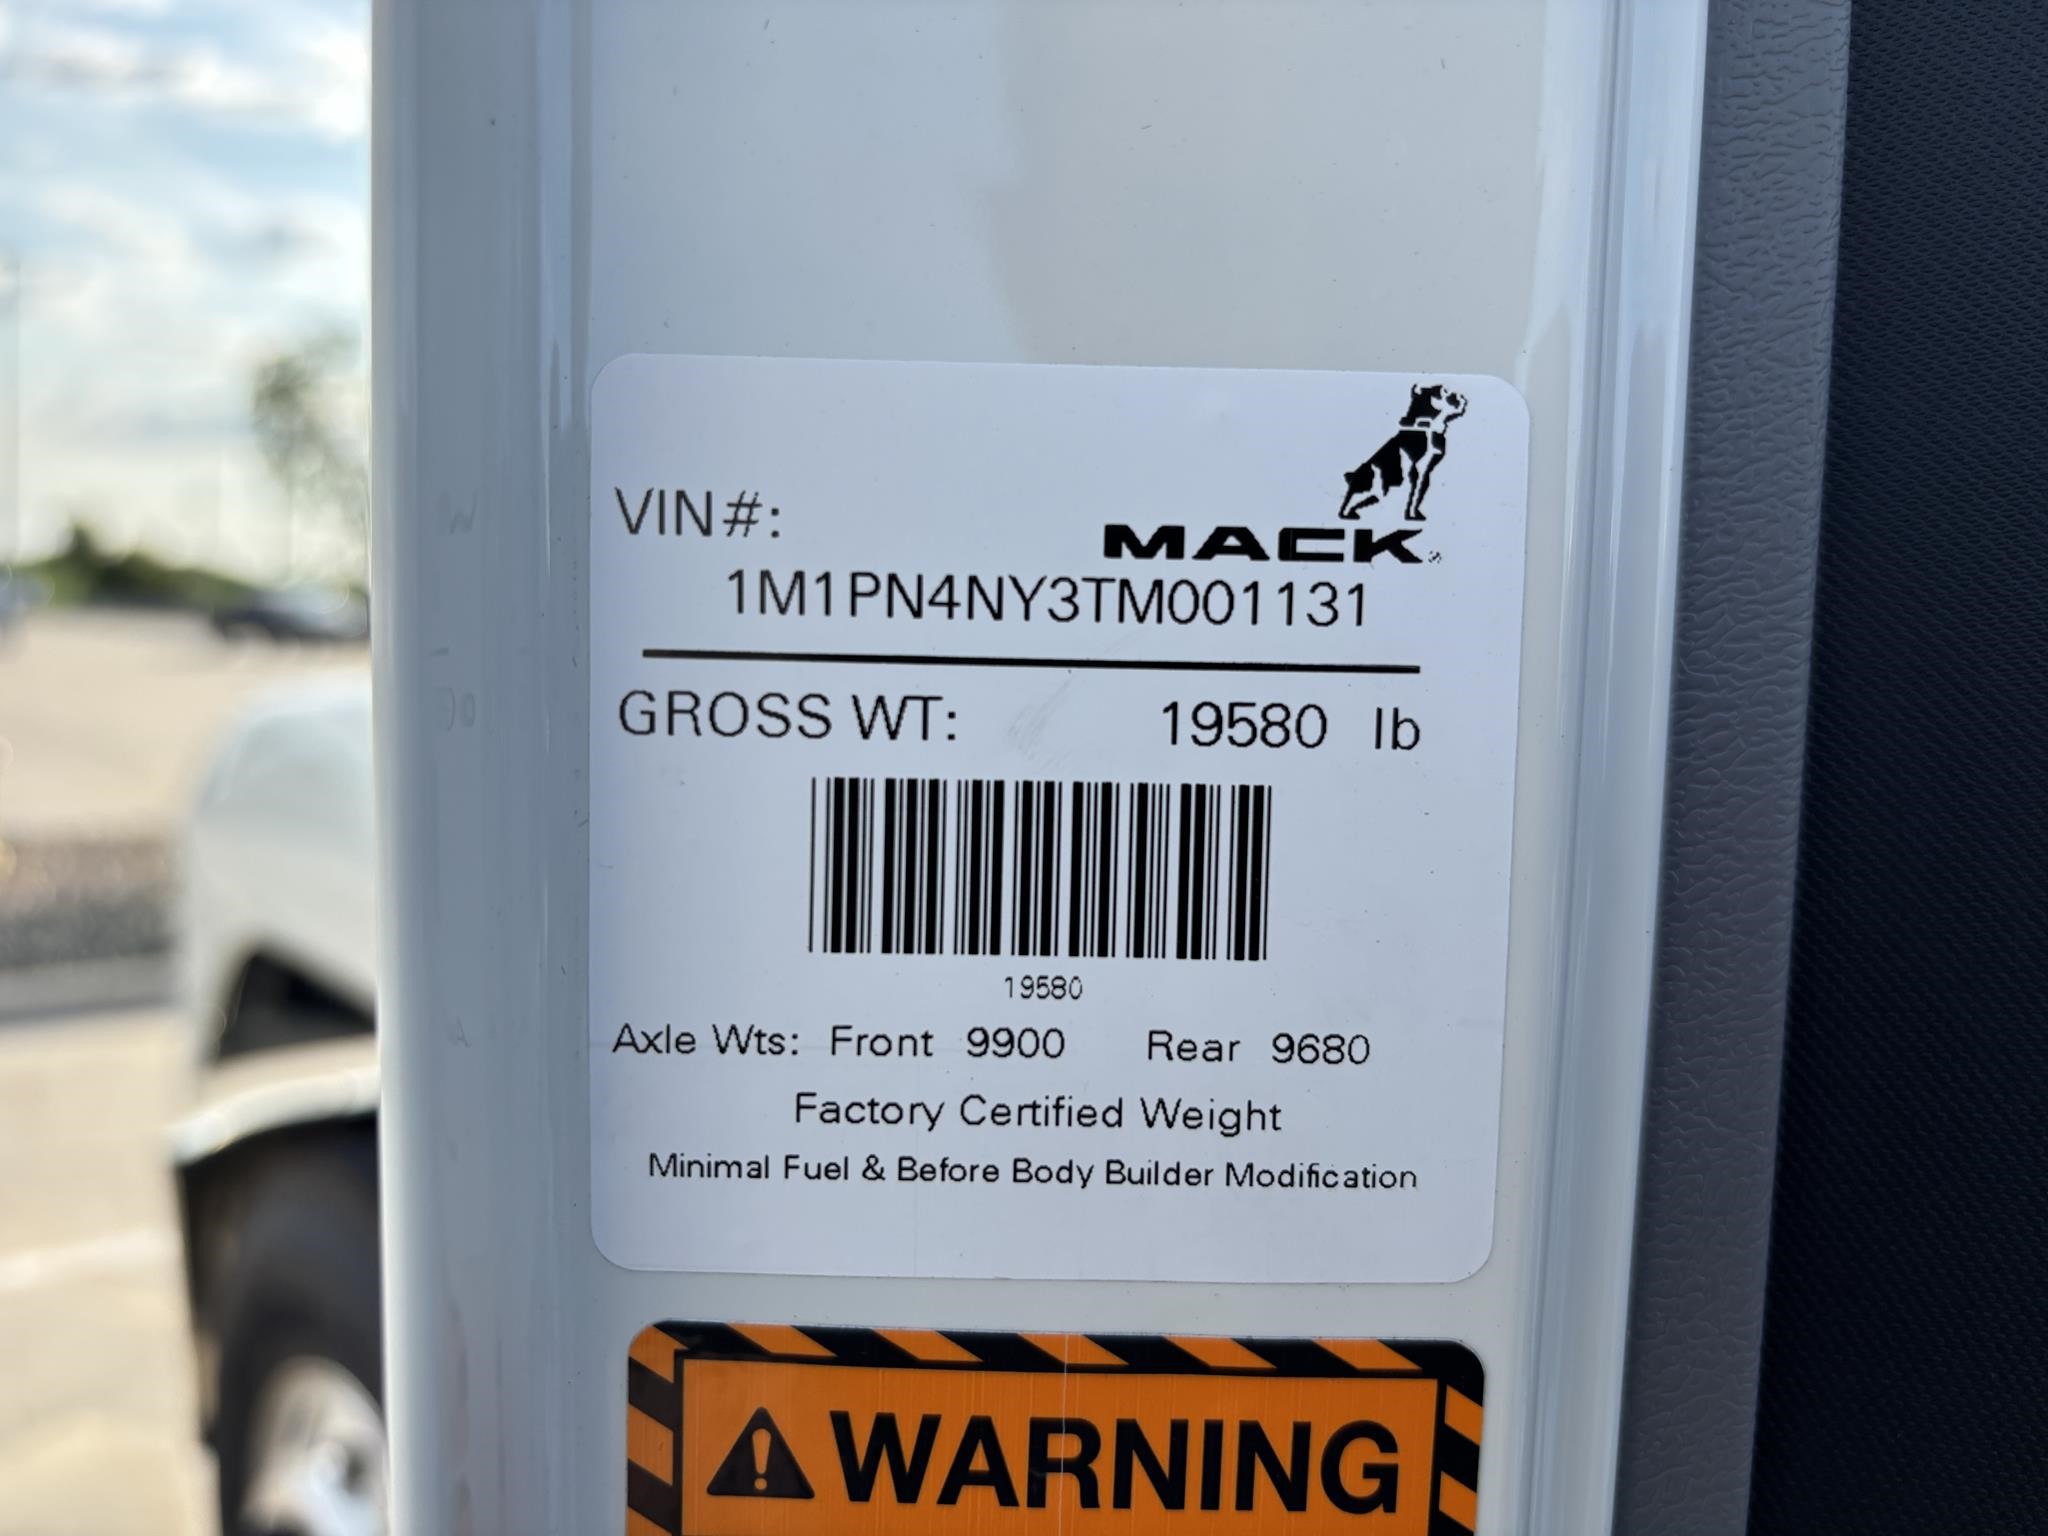 VIN#:
MACK
1M1PN4NY3TM001131
GROSS WT: 19580 lb
19580
Axle Wts: Front 9900 Rear 9680
Factory Certified Weight
Minimal Fuel & Before Body Builder Modification
WARNING